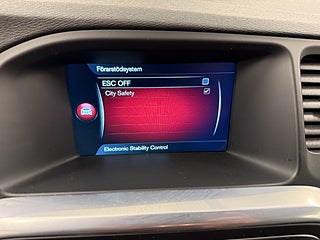 Förarstödsystem
ESC OFF
City Safety
Electronic Stability Control